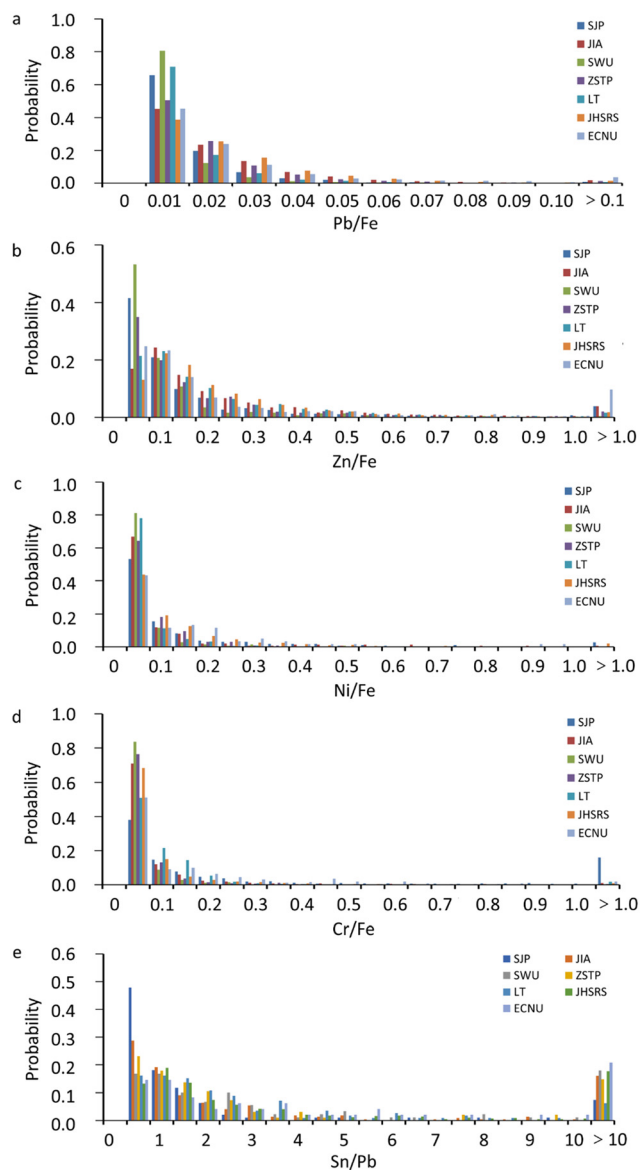 a
Probability
1.0
0.8
0.6
0.4
0.2
0.0
SJP
JIA
SWU
ZSTP
LT
JHSRS
ECNU
0 0.01 0.02 0.03 0.04 0.05 0.06 0.07 0.08 0.09 0.10 > 0.1
Pb/Fe
b
Probability
0.6
0.4
0.2
0.0
SJP
JIA
SWU
ZSTP
LT
JHSRS
ECNU
0 0.1 0.2 0.3 0.4 0.5 0.6 0.7 0.8 0.9 1.0 > 1.0
Zn/Fe
c
Probability
1.0
0.8
0.6
0.4
0.2
0.0
SJP
JIA
SWU
ZSTP
LT
JHSRS
ECNU
0 0.1 0.2 0.3 0.4 0.5 0.6 0.7 0.8 0.9 1.0 > 1.0
Ni/Fe
d
Probability
1.0
0.8
0.6
0.4
0.2
0.0
SJP
JIA
SWU
ZSTP
LT
JHSRS
ECNU
0 0.1 0.2 0.3 0.4 0.5 0.6 0.7 0.8 0.9 1.0 > 1.0
Cr/Fe
e
Probability
0.6
0.5
0.4
0.3
0.2
0.1
0.0
SJP JIA
SWU ZSTP
LT JHSRS
ECNU
0 1 2 3 4 5 6 7 8 9 10 > 10
Sn/Pb